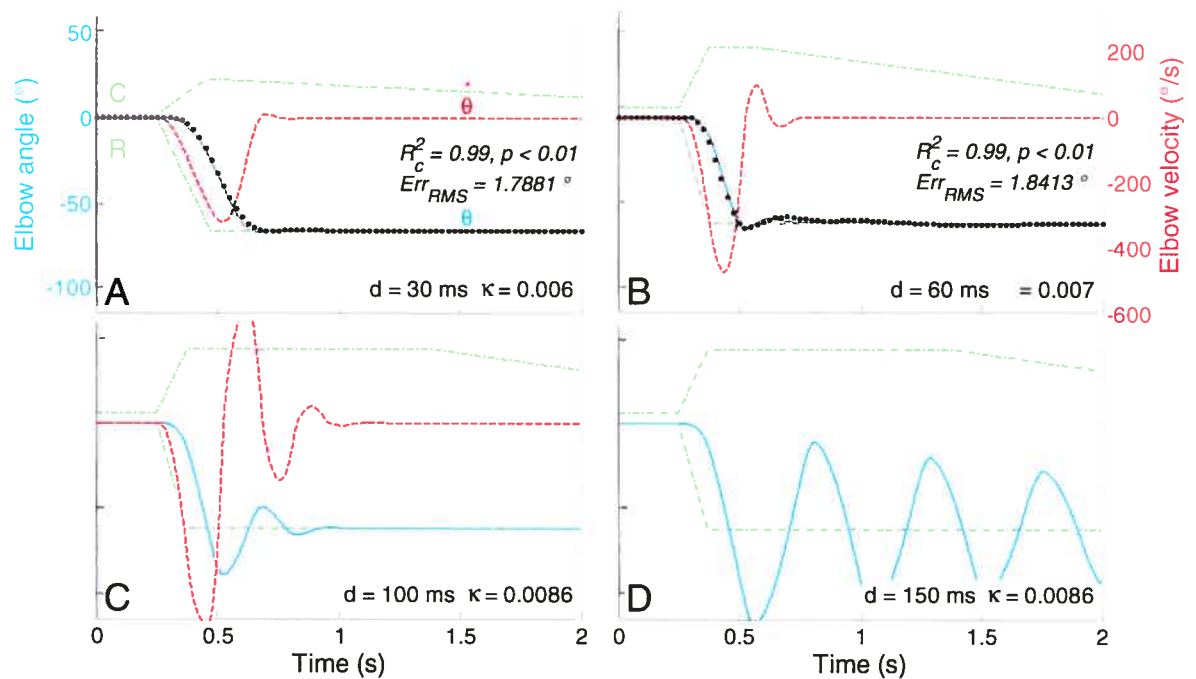 50
0
-50
-100
Elbow angle (°)
C
R
θ̇
R²c = 0.99, p < 0.01
ErrRMS = 1.7881 °
θ
A
d = 30 ms κ = 0.006
R²c = 0.99, p < 0.01
ErrRMS = 1.8413 °
B
d = 60 ms = 0.007
200
0
-200
-400
-600
Elbow velocity (°/s)
C
d = 100 ms κ = 0.0086
D
d = 150 ms κ = 0.0086
0 0.5 1 1.5 2
0 0.5 1 1.5 2
Time (s)
Time (s)